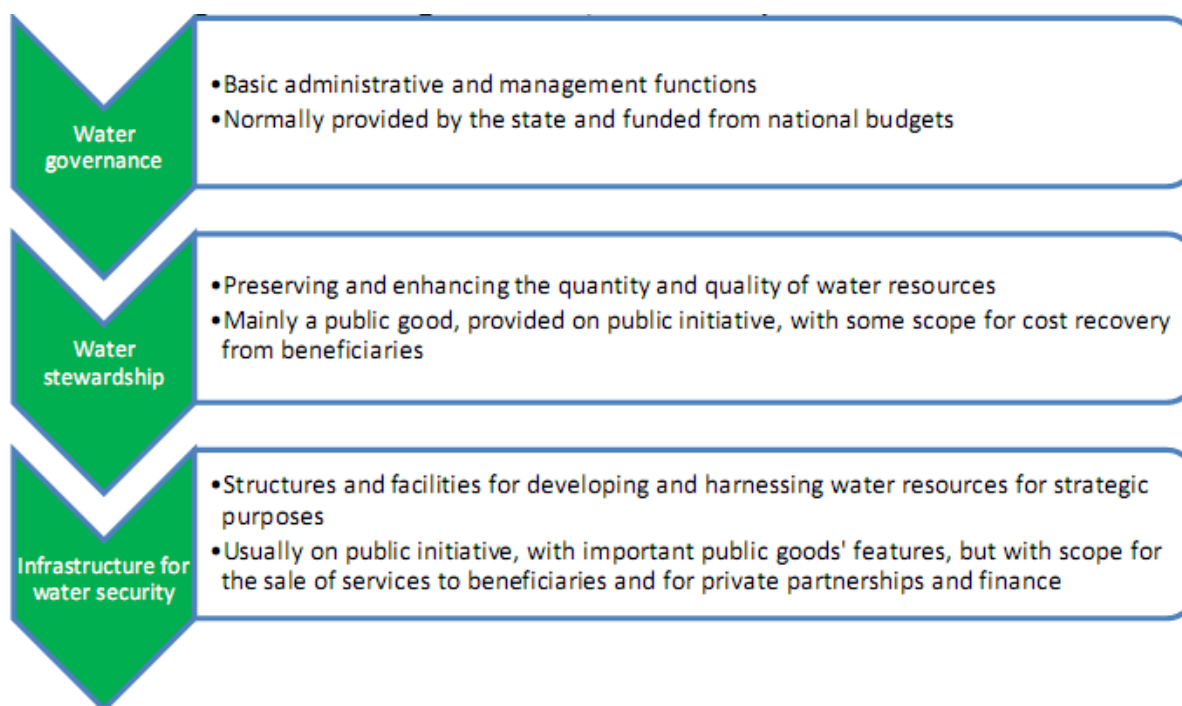 Water
governance
•Basic administrative and management functions
•Normally provided by the state and funded from national budgets
Water
stewardship
•Preserving and enhancing the quantity and quality of water resources
•Mainly a public good, provided on public initiative, with some scope for cost recovery
from beneficiaries
Infrastructure for
water security
•Structures and facilities for developing and harnessing water resources for strategic
purposes
•Usually on public initiative, with important public goods' features, but with scope for
the sale of services to beneficiaries and for private partnerships and finance